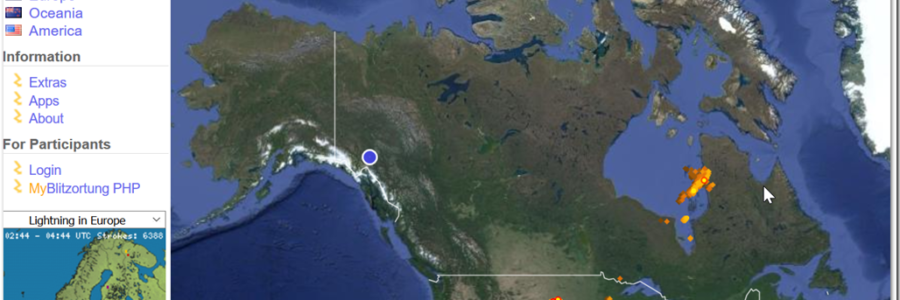 Oceania
America
Information
Extras
Apps
About
For Participants
Login
MyBlitzortung PHP
Lightning in Europe
02:44 - 04:44 UTC Strokes: 6388